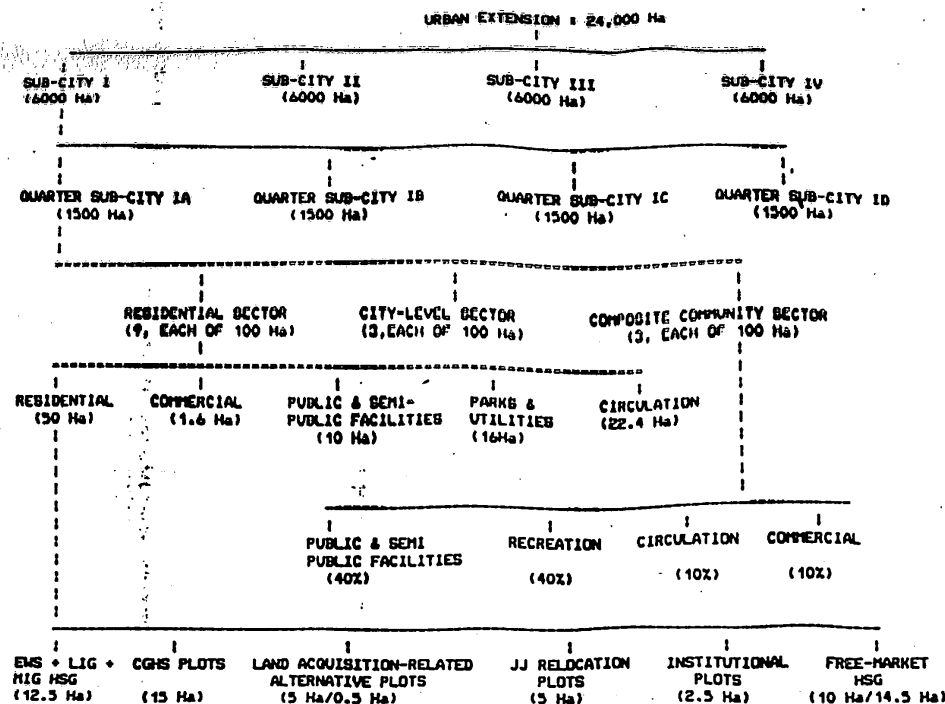 URBAN EXTENSION : 24,000 Ha
SUB-CITY I
(6000 Ha)
SUB-CITY II
(6000 Ha)
SUB-CITY III
(6000 Ha)
SUB-CITY IV
(6000 Ha)
QUARTER SUB-CITY IA
(1500 Ha)
QUARTER SUB-CITY IB
(1500 Ha)
QUARTER SUB-CITY IC
(1500 Ha)
QUARTER SUB-CITY ID
(1500 Ha)
RESIDENTIAL SECTOR
(9, EACH OF 100 Ha)
CITY-LEVEL SECTOR
(3,EACH OF 100 Ha)
COMPOSITE COMMUNITY SECTOR
(3, EACH OF 100 Ha)
RESIDENTIAL
(50 Ha)
COMMERCIAL
(1.6 Ha)
PUBLIC & SEMI-
PUBLIC FACILITIES
(10 Ha)
PARKS &
UTILITIES
(16Ha)
CIRCULATION
(22.4 Ha)
PUBLIC & SEMI
PUBLIC FACILITIES
(40%)
RECREATION
(40%)
CIRCULATION
(10%)
COMMERCIAL
(10%)
EWS + LIG +
MIG HSG
(12.5 Ha)
CGHS PLOTS
(15 Ha)
LAND ACQUISITION-RELATED
ALTERNATIVE PLOTS
(5 Ha/0.5 Ha)
JJ RELOCATION
PLOTS
(5 Ha)
INSTITUTIONAL
PLOTS
(2.5 Ha)
FREE-MARKET
HSG
(10 Ha/14.5 Ha)